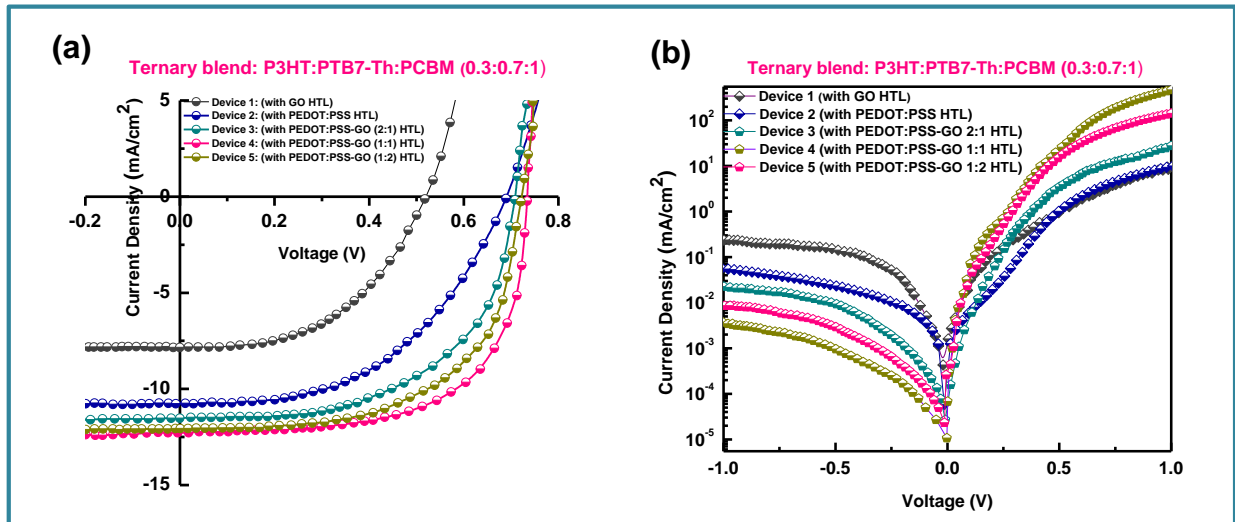 (a)
Ternary blend: P3HT:PTB7-Th:PCBM (0.3:0.7:1)
Device 1: (with GO HTL)
Device 2: (with PEDOT:PSS HTL)
Device 3: (with PEDOT:PSS-GO (2:1) HTL)
Device 4: (with PEDOT:PSS-GO (1:1) HTL)
Device 5: (with PEDOT:PSS-GO (1:2) HTL)
5
0
-5
-10
-15
-0.2
0.0
0.2
0.4
0.6
0.8
Voltage (V)
Current Density (mA/cm²)
(b)
Ternary blend: P3HT:PTB7-Th:PCBM (0.3:0.7:1)
Device 1 (with GO HTL)
Device 2 (with PEDOT:PSS HTL)
Device 3 (with PEDOT:PSS-GO 2:1 HTL)
Device 4 (with PEDOT:PSS-GO 1:1 HTL)
Device 5 (with PEDOT:PSS-GO 1:2 HTL)
10²
10¹
10⁰
10⁻¹
10⁻²
10⁻³
10⁻⁴
10⁻⁵
-1.0
-0.5
0.0
0.5
1.0
Voltage (V)
Current Density (mA/cm²)